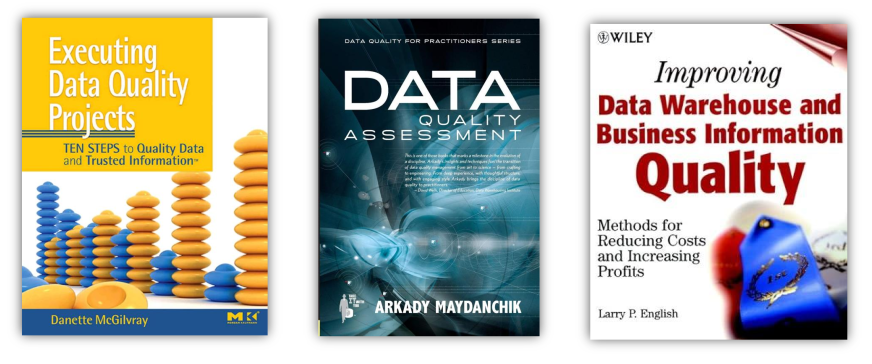 Executing
Data Quality
Projects
TEN STEPS to Quality Data
and Trusted Information™
Danette McGilvray
MK
DATA QUALITY FOR PRACTITIONERS SERIES
DATA
QUALITY
ASSESSMENT
ARKADY MAYDANCHIK
WILEY
Improving
Data Warehouse and
Business Information
Quality
Methods for
Reducing Costs
and Increasing
Profits
Larry P. English